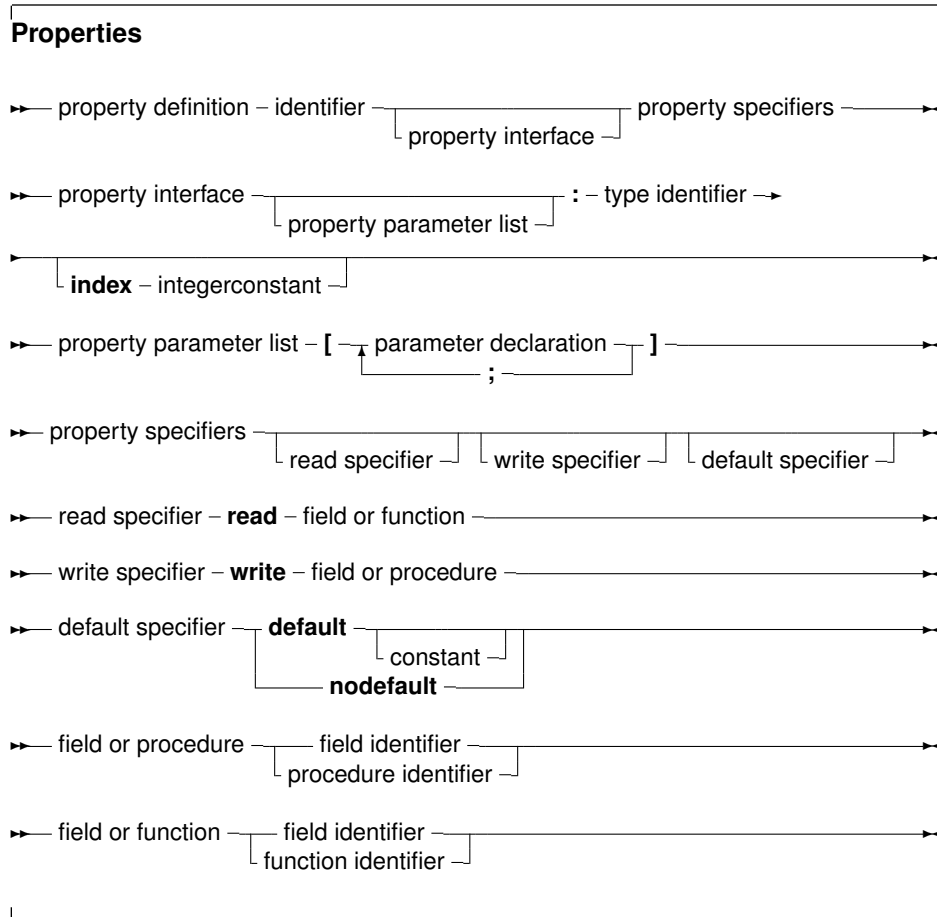 Properties
property definition identifier property specifiers
property interface
property interface : type identifier
property parameter list
index integerconstant
property parameter list [ parameter declaration ]
;
property specifiers
read specifier write specifier default specifier
read specifier read field or function
write specifier write field or procedure
default specifier default
constant
nodefault
field or procedure field identifier
procedure identifier
field or function field identifier
function identifier